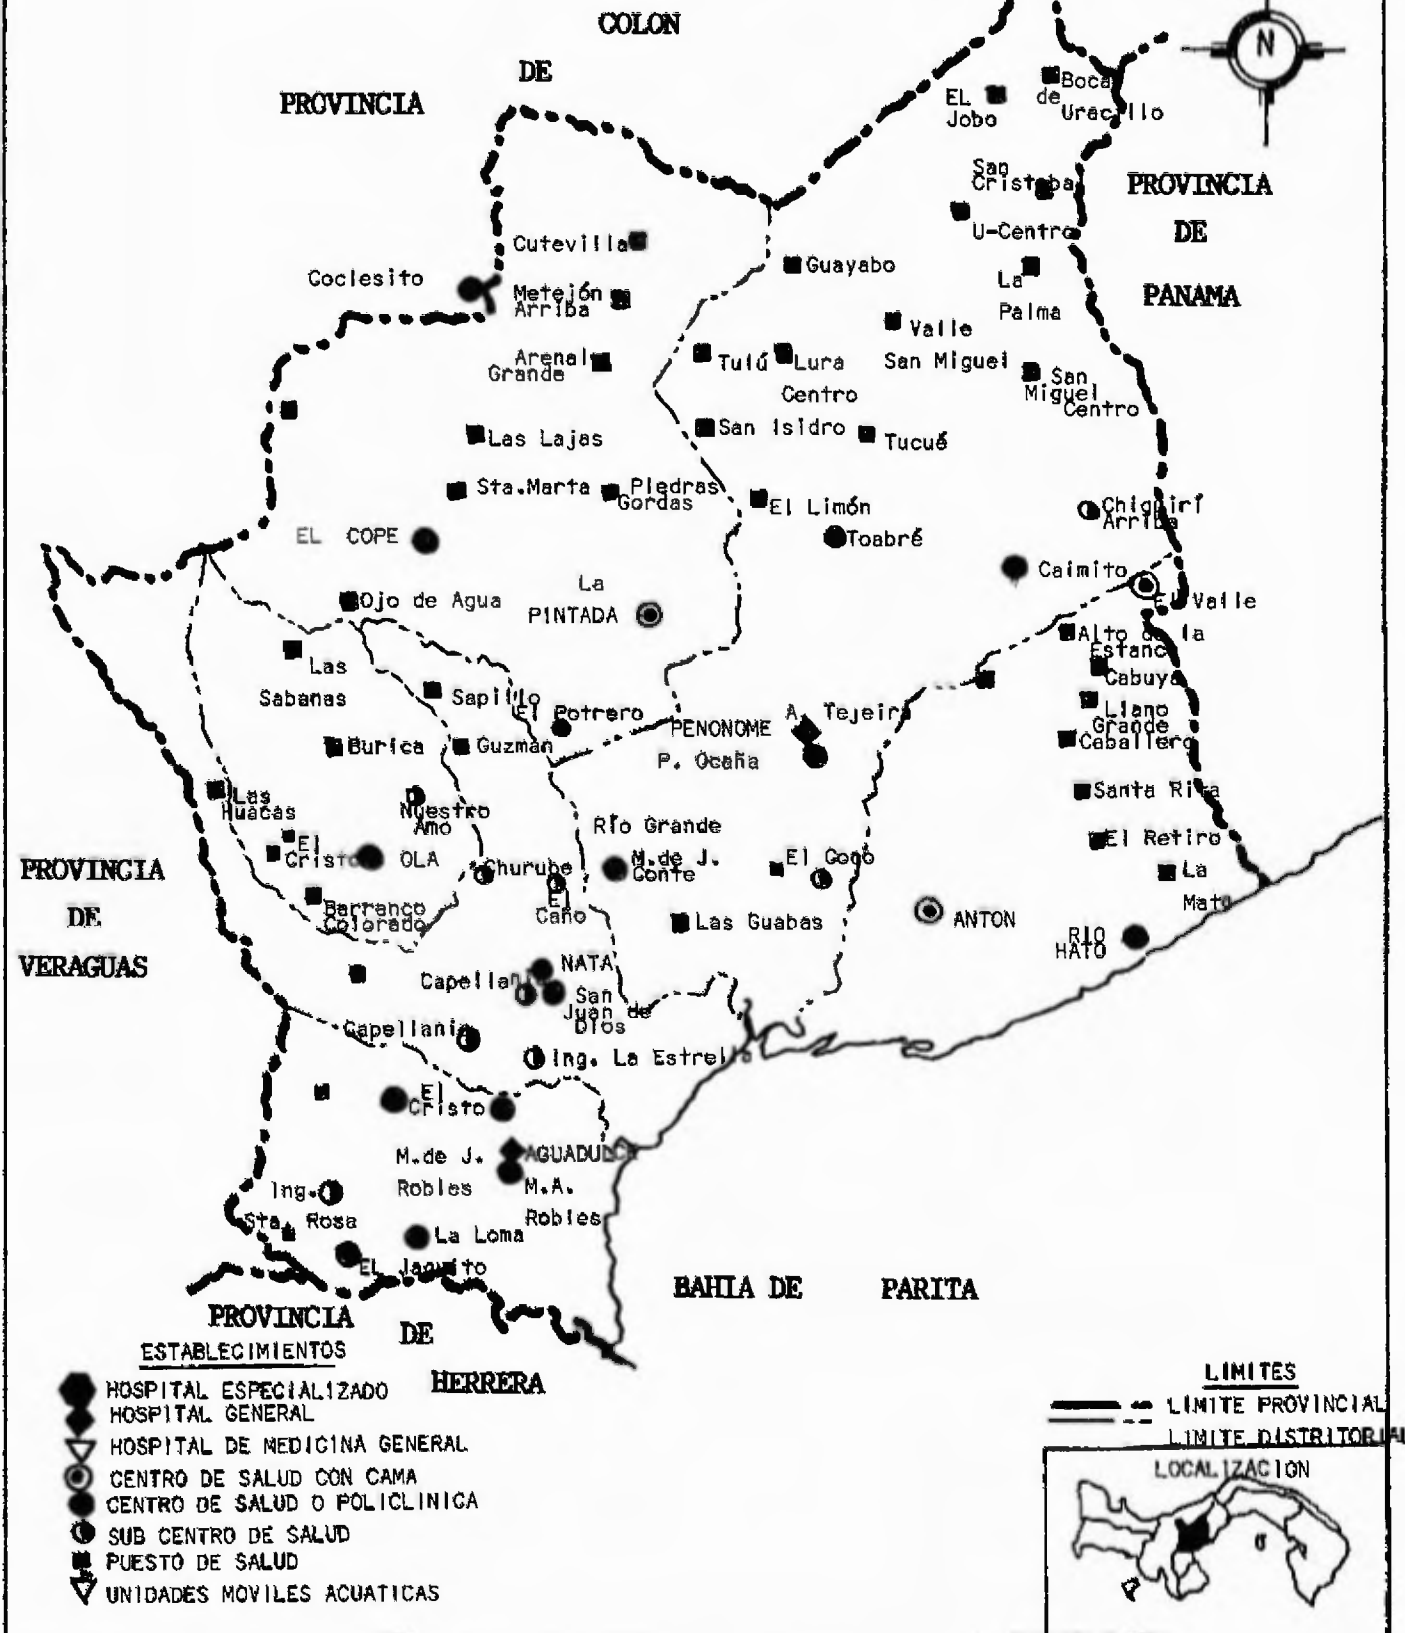 COLON
DE
PROVINCIA
N
Boca
de
Uracillo
EL
Jobo
San
Cristoba
U-Centro
PROVINCIA
DE
PANAMA
Cutevilla
Guayabo
La
Palma
Coclesito
Metejón
Arriba
Valle
San Miguel
Arenal
Grande
Tulú
Lura
Centro
San
Miguel
Centro
Las Lajas
San Isidro
Tucué
Sta.Marta
Piedras
Gordas
El Limón
Chiguirí
Arriba
EL COPE
Toabré
Caimito
La
PINTADA
El Valle
Ojo de Agua
Alto de la
Estanc
Las
Sabanas
Cabuya
Sapillo
Llano
Grande
El Potrero
PENONOME
A. Tejeira
Caballero
Burica
Guzmán
P. Ocaña
Las
Huacas
Santa Rita
Nuestro
Amo
Río Grande
El Retiro
El
Cristo
OLA
Churube
M.de J.
Conte
El Coco
La
Mata
El
Caño
Barranco
Colorado
Las Guabas
ANTON
RIO
HATO
PROVINCIA
DE
VERAGUAS
NATA
Capellania
San
Juan de
Dios
Capellania
Ing. La Estrella
El
Cristo
M.de J.
Robles
AGUADULCE
M.A.
Robles
Ing.
Sta. Rosa
La Loma
EL Jaguito
BAHIA DE PARITA
PROVINCIA
DE
HERRERA
ESTABLECIMIENTOS
HOSPITAL ESPECIALIZADO
HOSPITAL GENERAL
HOSPITAL DE MEDICINA GENERAL
CENTRO DE SALUD CON CAMA
CENTRO DE SALUD O POLICLINICA
SUB CENTRO DE SALUD
PUESTO DE SALUD
UNIDADES MOVILES ACUATICAS
LIMITES
LIMITE PROVINCIAL
LIMITE DISTRITORIAL
LOCALIZACION